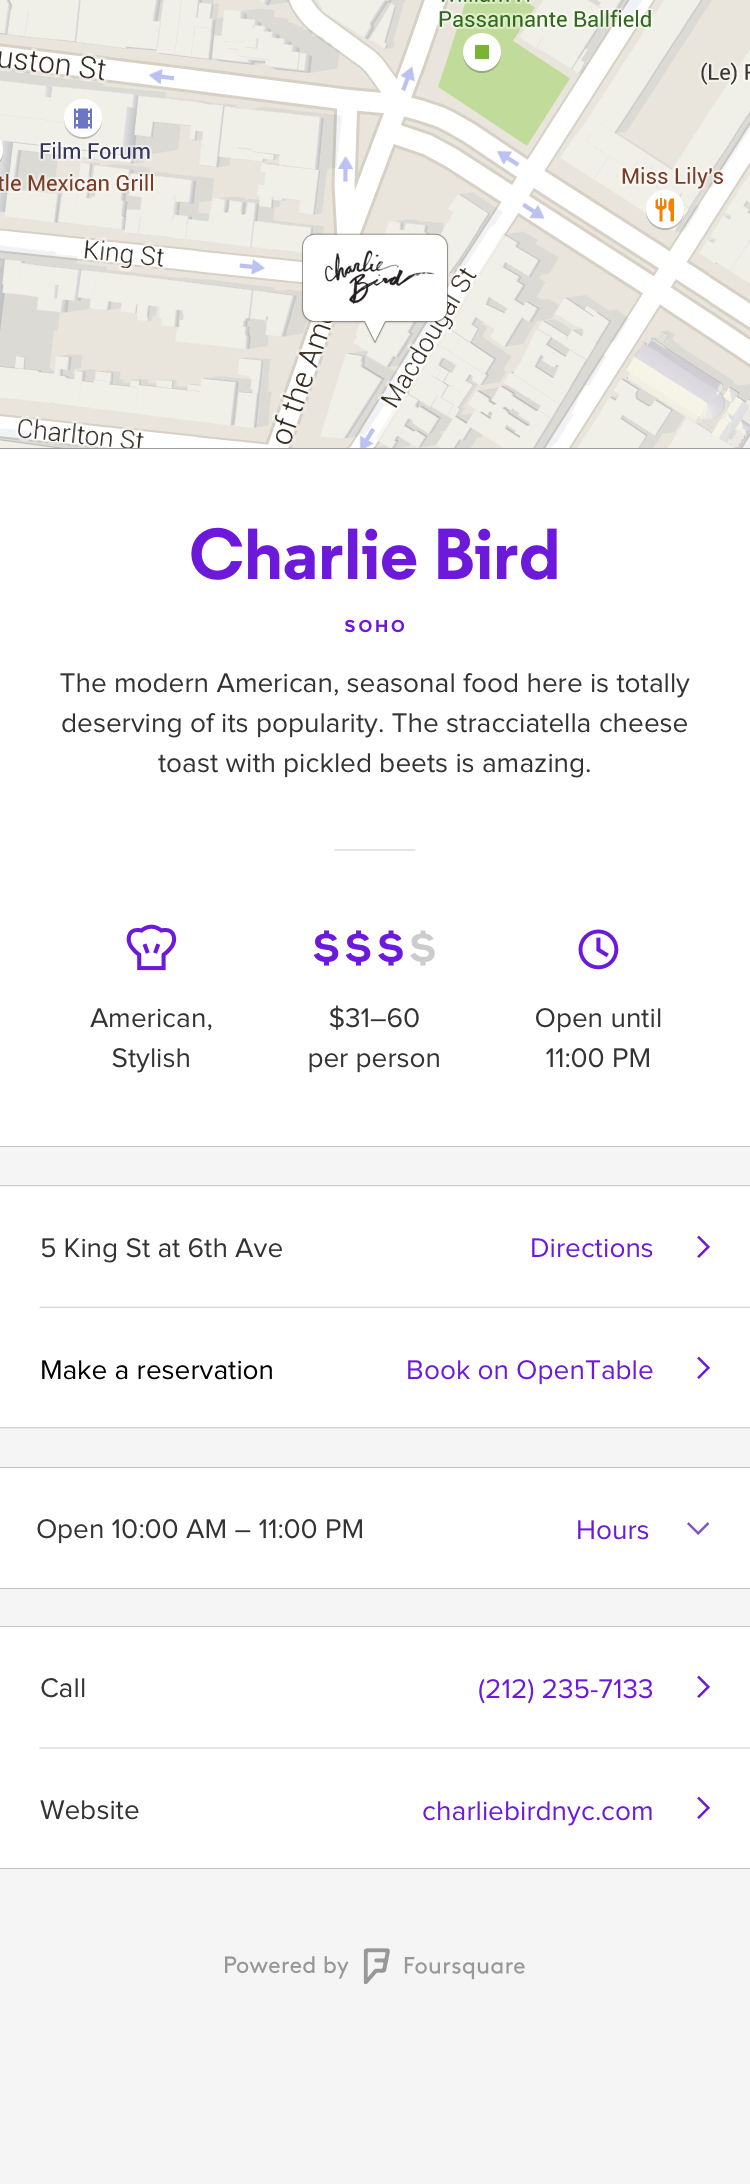 Passannante Ballfield
uston St
(Le)
Film Forum
tle Mexican Grill
Miss Lily's
King St
charlie
Bird
Macdougal St
of the Am
Charlton St
Charlie Bird
SOHO
The modern American, seasonal food here is totally
deserving of its popularity. The stracciatella cheese
toast with pickled beets is amazing.
$$$$
American,
Stylish
$31–60
per person
Open until
11:00 PM
5 King St at 6th Ave
Directions
Make a reservation
Book on OpenTable
Open 10:00 AM – 11:00 PM
Hours
Call
(212) 235-7133
Website
charliebirdnyc.com
Powered by Foursquare